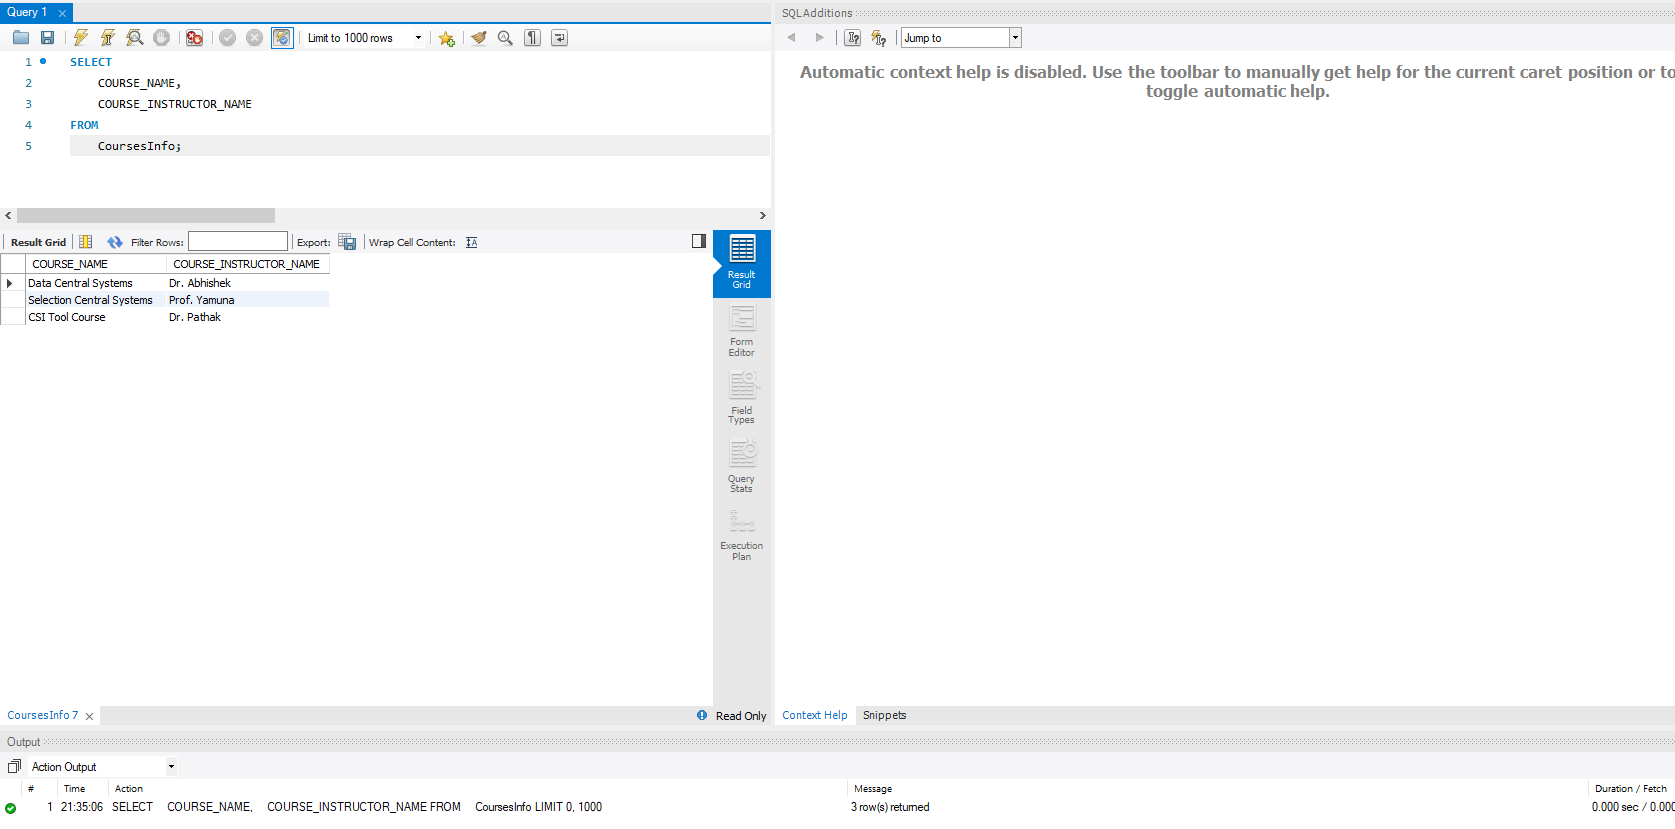 Query 1
Limit to 1000 rows
1 SELECT
2 COURSE_NAME,
3 COURSE_INSTRUCTOR_NAME
4 FROM
5 CoursesInfo;
Result Grid Filter Rows: Export: Wrap Cell Content:
COURSE_NAME COURSE_INSTRUCTOR_NAME
Data Central Systems Dr. Abhishek
Selection Central Systems Prof. Yamuna
CSI Tool Course Dr. Pathak
Result
Grid
Form
Editor
Field
Types
Query
Stats
Execution
Plan
CoursesInfo 7
Read Only
SQLAdditions
Jump to
Automatic context help is disabled. Use the toolbar to manually get help for the current caret position or to
toggle automatic help.
Context Help Snippets
Output
Action Output
# Time Action Message Duration / Fetch
1 21:35:06 SELECT COURSE_NAME, COURSE_INSTRUCTOR_NAME FROM CoursesInfo LIMIT 0, 1000 3 row(s) returned 0.000 sec / 0.000